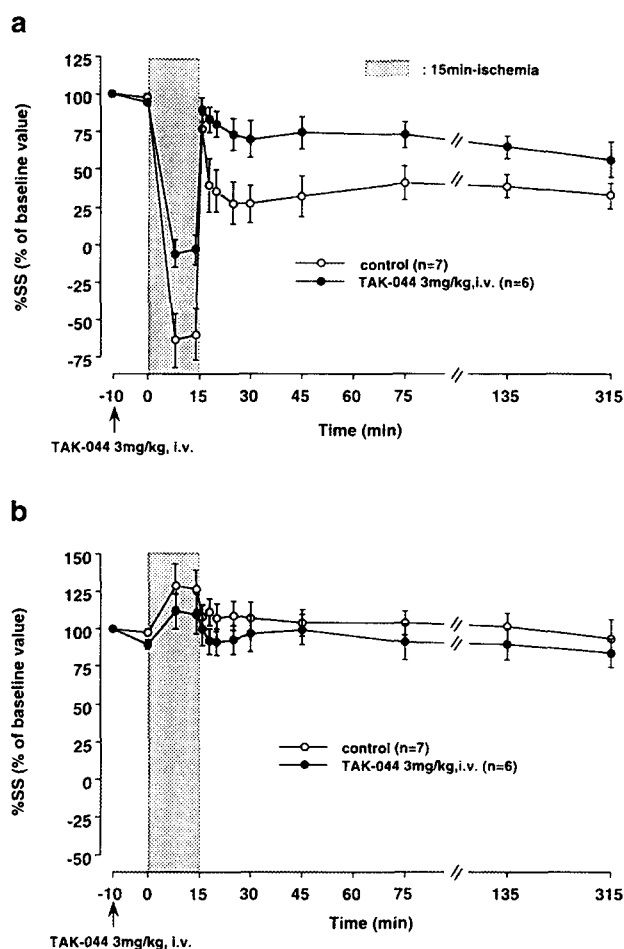 a
125
100
75
50
25
0
-25
-50
-75
%SS (% of baseline value)
: 15min-ischemia
control (n=7)
TAK-044 3mg/kg,i.v. (n=6)
-10 0 15 30 45 60 75 135 315
Time (min)
TAK-044 3mg/kg, i.v.
b
150
125
100
75
50
25
0
-25
-50
%SS (% of baseline value)
control (n=7)
TAK-044 3mg/kg,i.v. (n=6)
-10 0 15 30 45 60 75 135 315
Time (min)
TAK-044 3mg/kg, i.v.